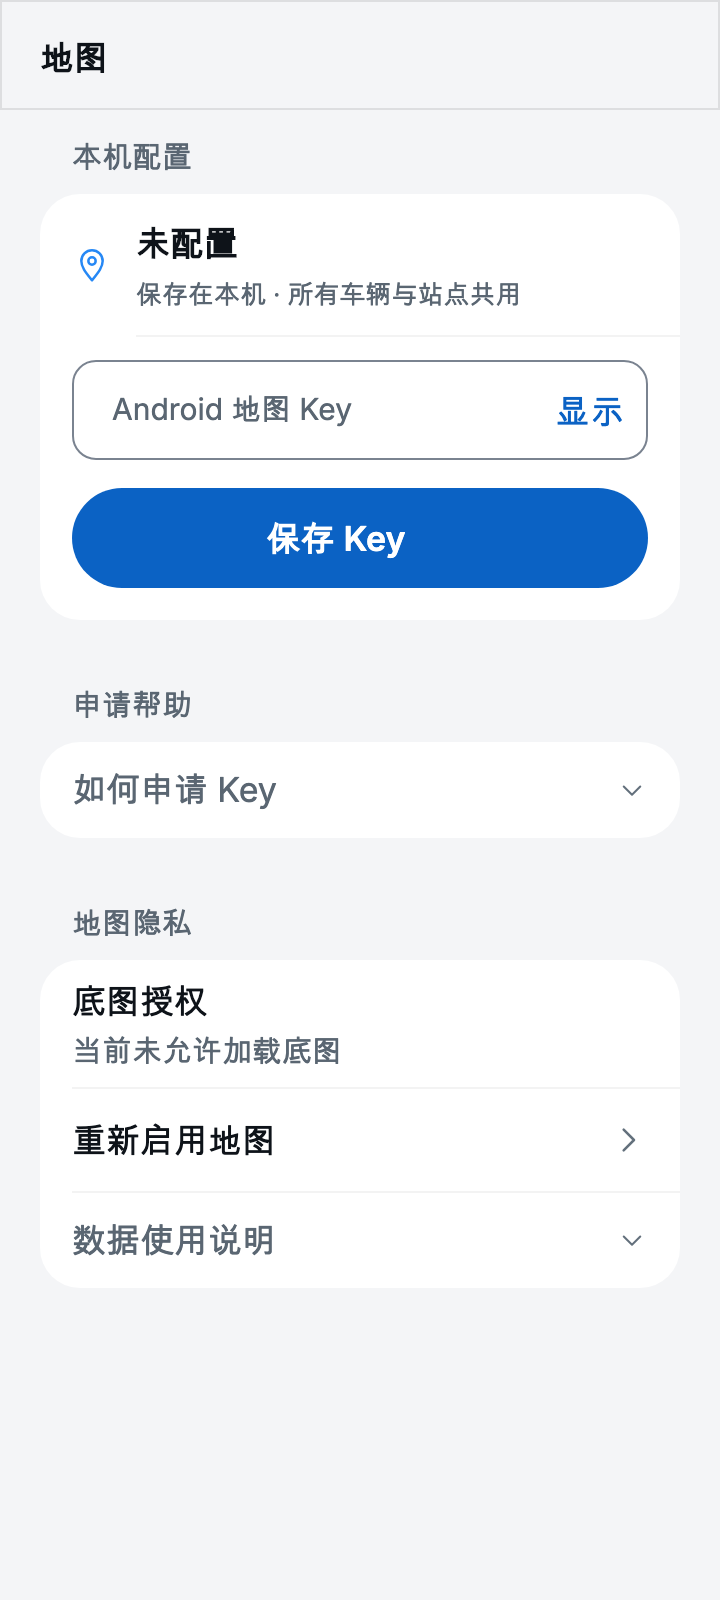 地图
本机配置
未配置
保存在本机 · 所有车辆与站点共用
Android 地图 Key
显示
保存 Key
申请帮助
如何申请 Key
地图隐私
底图授权
当前未允许加载底图
重新启用地图
数据使用说明